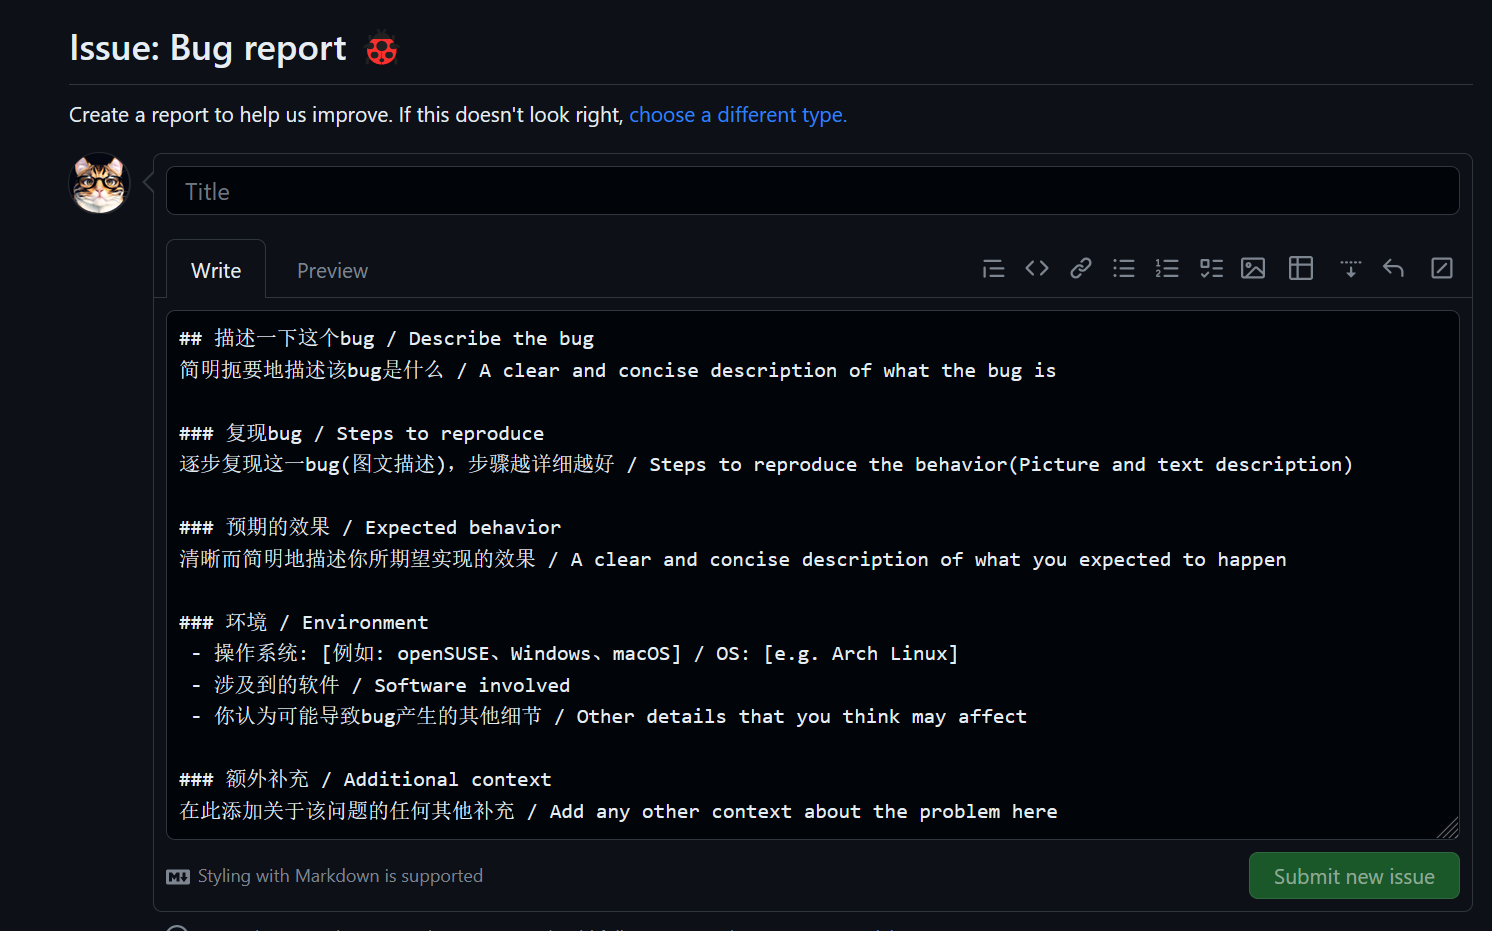 Issue: Bug report
Create a report to help us improve. If this doesn't look right, choose a different type.
Title
Write
Preview
## 描述一下这个bug / Describe the bug
简明扼要地描述该bug是什么 / A clear and concise description of what the bug is
### 复现bug / Steps to reproduce
逐步复现这一bug(图文描述)，步骤越详细越好 / Steps to reproduce the behavior(Picture and text description)
### 预期的效果 / Expected behavior
清晰而简明地描述你所期望实现的效果 / A clear and concise description of what you expected to happen
### 环境 / Environment
- 操作系统: [例如: openSUSE、Windows、macOS] / OS: [e.g. Arch Linux]
- 涉及到的软件 / Software involved
- 你认为可能导致bug产生的其他细节 / Other details that you think may affect
### 额外补充 / Additional context
在此添加关于该问题的任何其他补充 / Add any other context about the problem here
Styling with Markdown is supported
Submit new issue